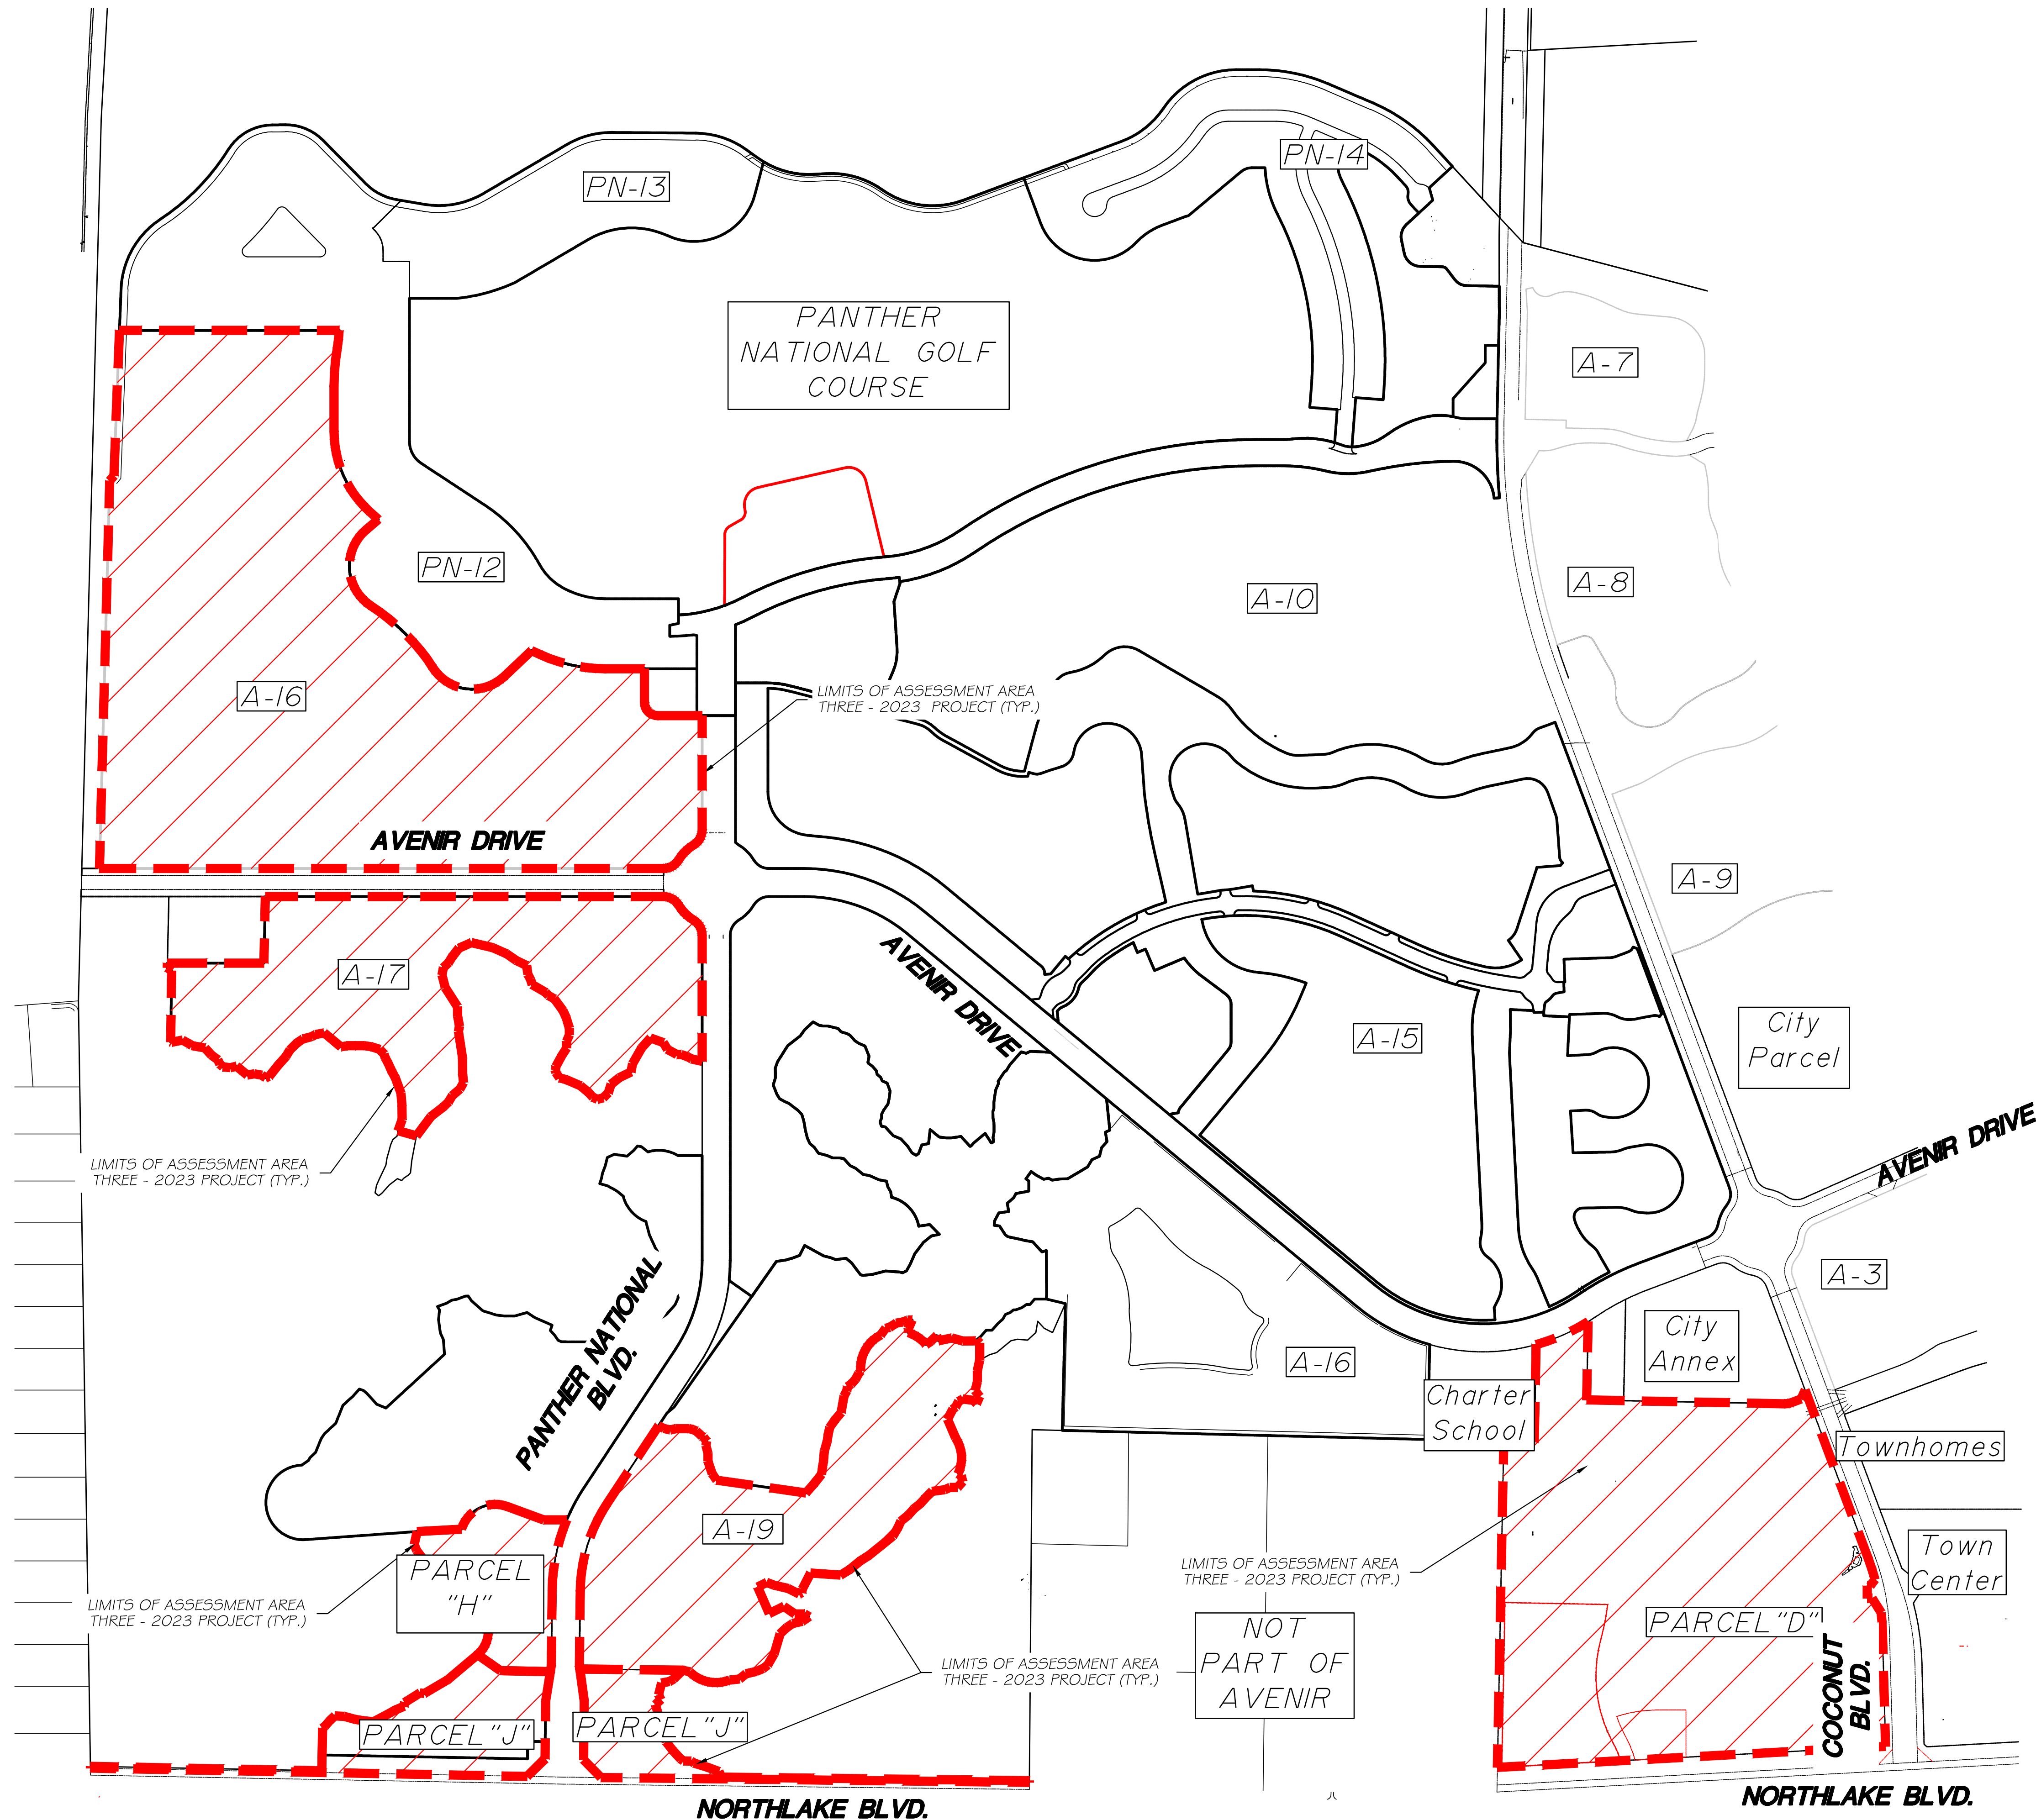 PN-14
PN-13
PANTHER
NATIONAL GOLF
COURSE
A-7
PN-12
A-8
A-10
A-16
LIMITS OF ASSESSMENT AREA
THREE - 2023 PROJECT (TYP.)
AVENIR DRIVE
A-9
A-17
AVENIR DRIVE
A-15
City
Parcel
AVENIR DRIVE
LIMITS OF ASSESSMENT AREA
THREE - 2023 PROJECT (TYP.)
A-3
PANTHER NATIONAL
BLVD.
City
Annex
A-16
Charter
School
Townhomes
A-19
Town
Center
PARCEL
"H"
LIMITS OF ASSESSMENT AREA
THREE - 2023 PROJECT (TYP.)
LIMITS OF ASSESSMENT AREA
THREE - 2023 PROJECT (TYP.)
NOT
PART OF
AVENIR
PARCEL "D"
LIMITS OF ASSESSMENT AREA
THREE - 2023 PROJECT (TYP.)
COCONUT
BLVD.
PARCEL "J"
PARCEL "J"
NORTHLAKE BLVD.
NORTHLAKE BLVD.